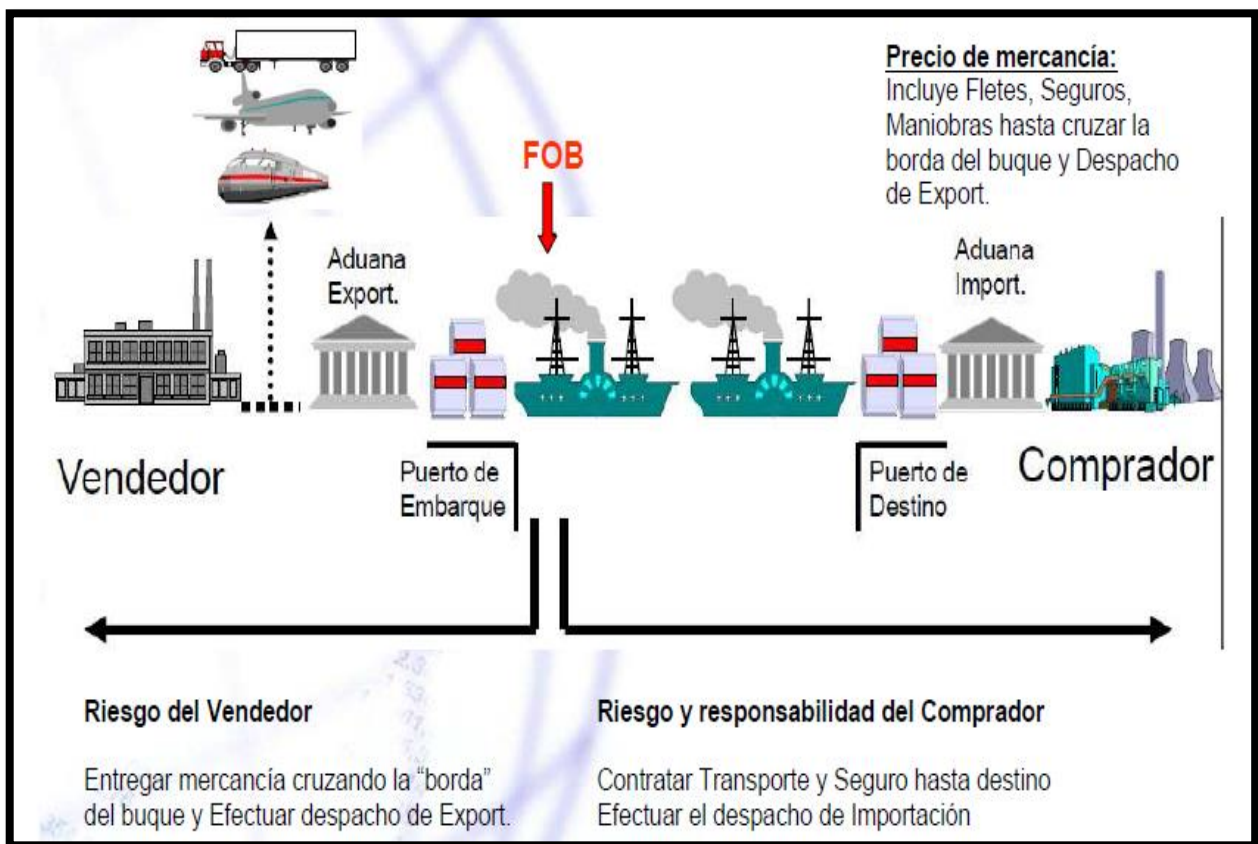 Precio de mercancía:
Incluye Fletes, Seguros,
Maniobras hasta cruzar la
borda del buque y Despacho
de Export.
FOB
Aduana
Export.
Aduana
Import.
Vendedor
Puerto de
Embarque
Puerto de
Destino
Comprador
Riesgo del Vendedor
Entregar mercancía cruzando la “borda”
del buque y Efectuar despacho de Export.
Riesgo y responsabilidad del Comprador
Contratar Transporte y Seguro hasta destino
Efectuar el despacho de Importación